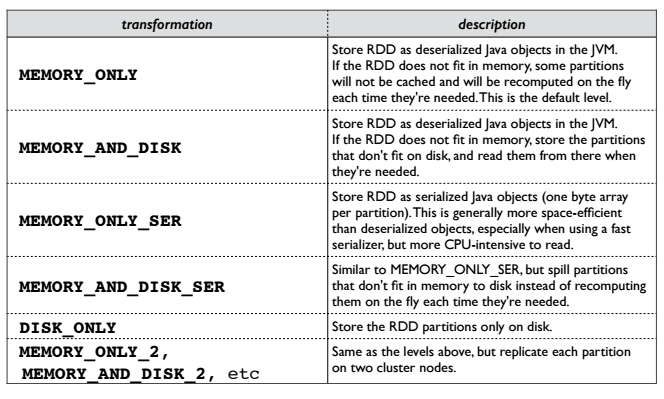 transformation description
MEMORY_ONLY
Store RDD as deserialized Java objects in the JVM.
If the RDD does not fit in memory, some partitions
will not be cached and will be recomputed on the fly
each time they're needed. This is the default level.
MEMORY_AND_DISK
Store RDD as deserialized Java objects in the JVM.
If the RDD does not fit in memory, store the partitions
that don't fit on disk, and read them from there when
they're needed.
MEMORY_ONLY_SER
Store RDD as serialized Java objects (one byte array
per partition). This is generally more space-efficient
than deserialized objects, especially when using a fast
serializer, but more CPU-intensive to read.
MEMORY_AND_DISK_SER
Similar to MEMORY_ONLY_SER, but spill partitions
that don't fit in memory to disk instead of recomputing
them on the fly each time they're needed.
DISK_ONLY
Store the RDD partitions only on disk.
MEMORY_ONLY_2,
MEMORY_AND_DISK_2, etc
Same as the levels above, but replicate each partition
on two cluster nodes.